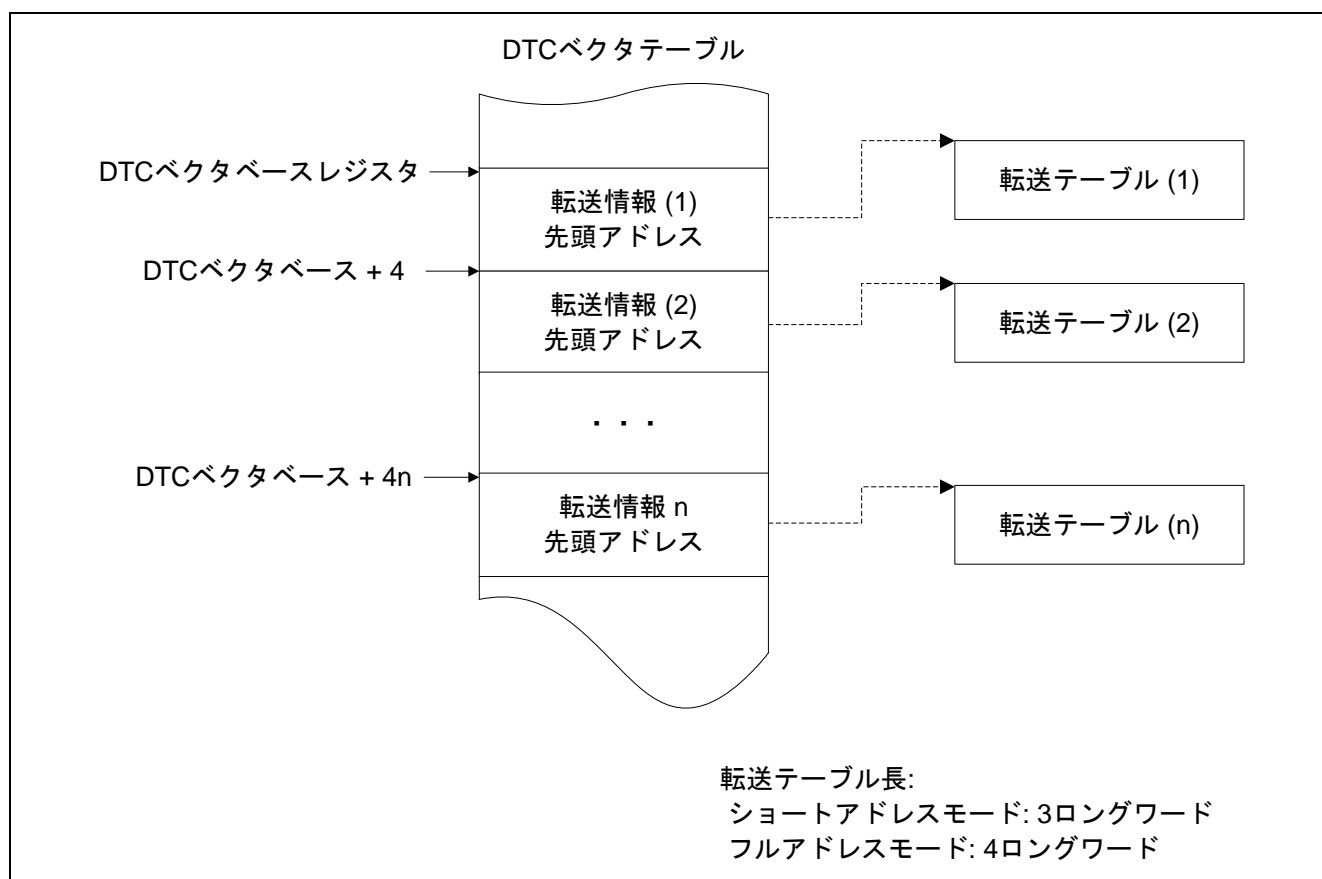 DTCベクタテーブル
DTCベクタベースレジスタ
転送情報 (1)
先頭アドレス
転送テーブル (1)
DTCベクタベース + 4
転送情報 (2)
先頭アドレス
転送テーブル (2)
・・・
DTCベクタベース + 4n
転送情報 n
先頭アドレス
転送テーブル (n)
転送テーブル長:
ショートアドレスモード: 3ロングワード
フルアドレスモード: 4ロングワード